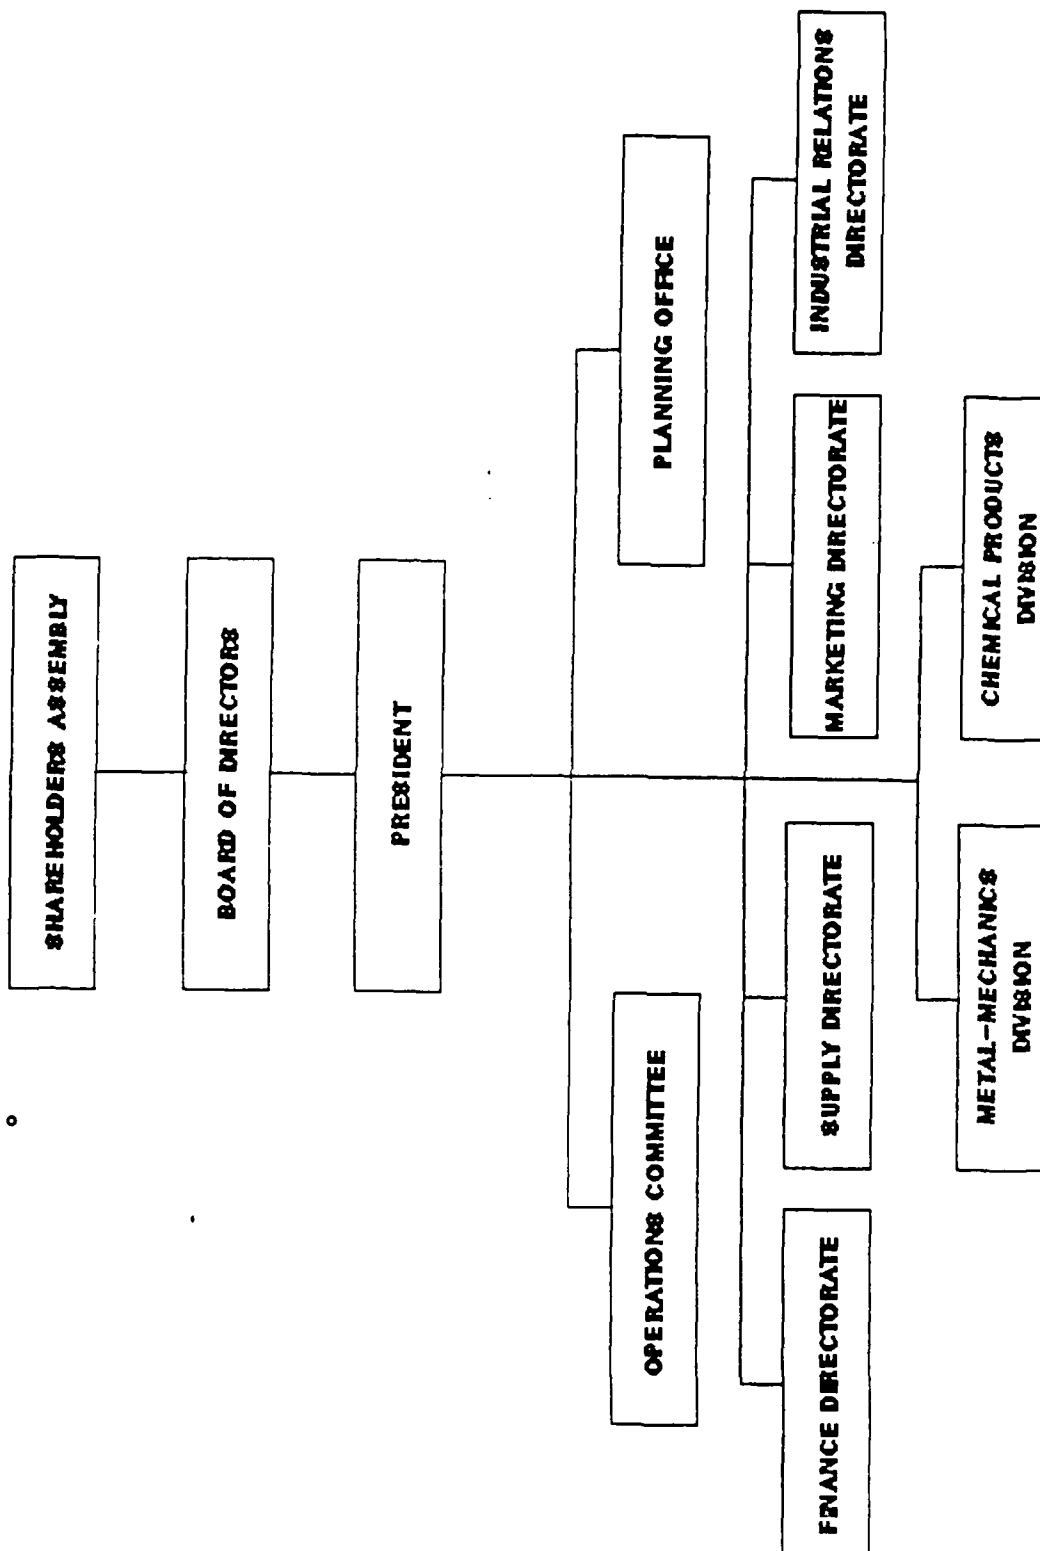 SHAREHOLDERS ASSEMBLY
BOARD OF DIRECTORS
PRESIDENT
OPERATIONS COMMITTEE
PLANNING OFFICE
FINANCE DIRECTORATE
SUPPLY DIRECTORATE
MARKETING DIRECTORATE
INDUSTRIAL RELATIONS
DIRECTORATE
METAL-MECHANICS
DIVISION
CHEMICAL PRODUCTS
DIVISION